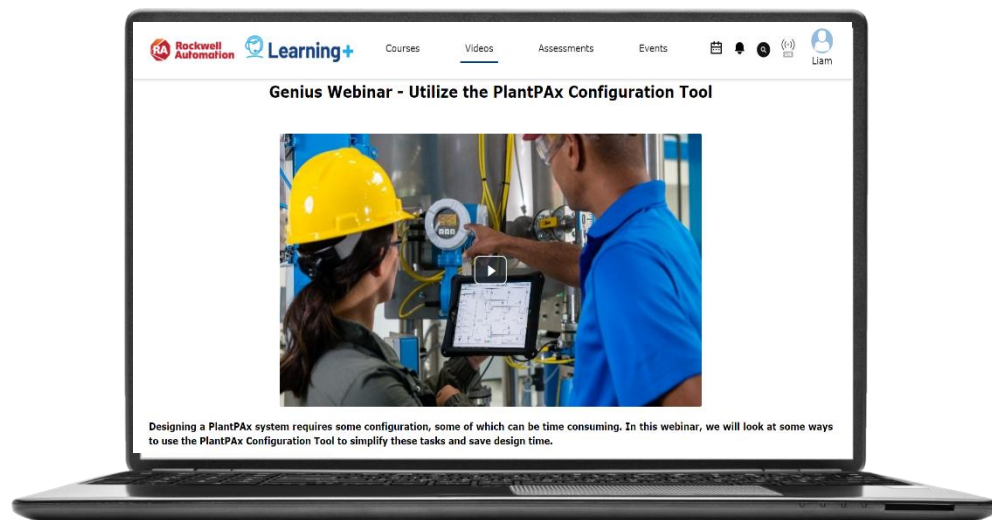 RA Rockwell Automation Learning+ Courses Videos Assessments Events Liam
Genius Webinar - Utilize the PlantPAx Configuration Tool
Designing a PlantPAx system requires some configuration, some of which can be time consuming. In this webinar, we will look at some ways
to use the PlantPAx Configuration Tool to simplify these tasks and save design time.